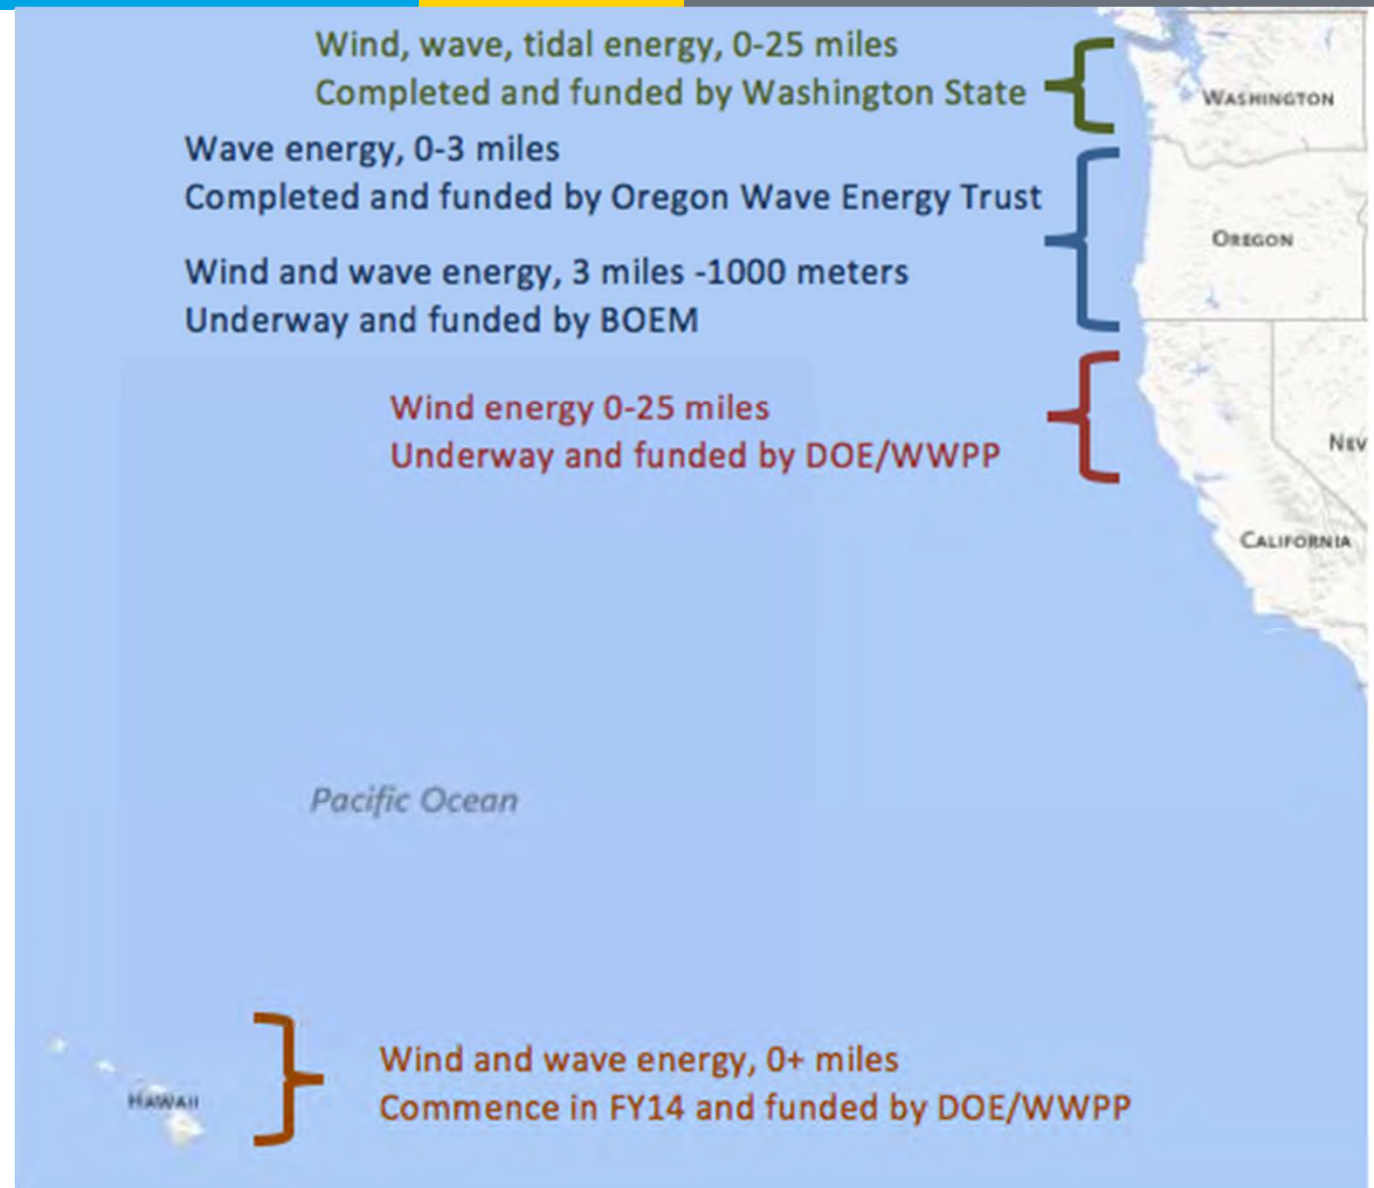 Wind, wave, tidal energy, 0-25 miles
Completed and funded by Washington State
WASHINGTON
Wave energy, 0-3 miles
Completed and funded by Oregon Wave Energy Trust
OREGON
Wind and wave energy, 3 miles -1000 meters
Underway and funded by BOEM
Wind energy 0-25 miles
Underway and funded by DOE/WWPP
NEV
CALIFORNIA
Pacific Ocean
Wind and wave energy, 0+ miles
Commence in FY14 and funded by DOE/WWPP
HAWAII